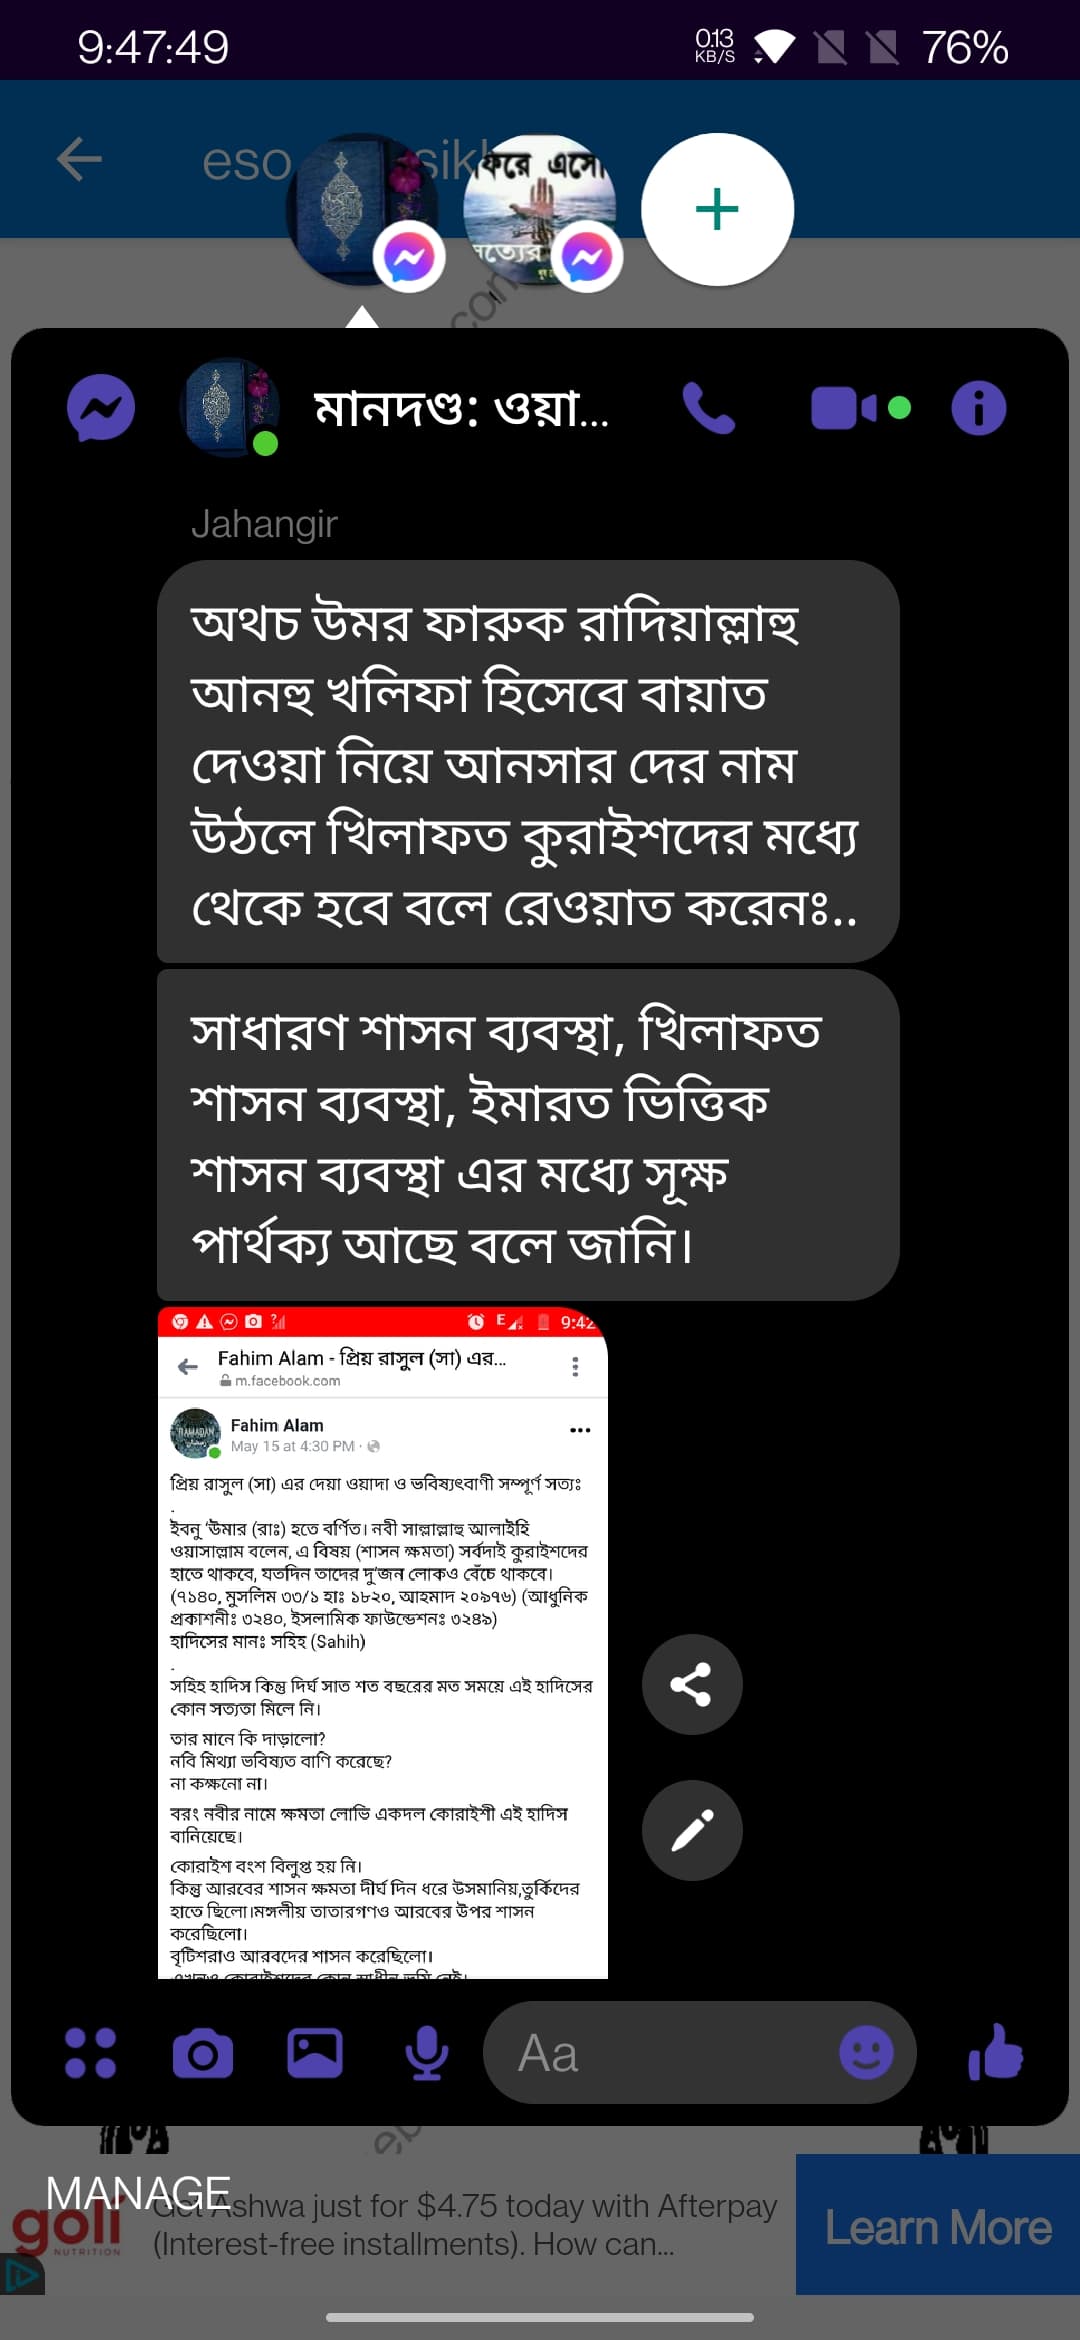 9:47:49
0.13
KB/S
76%
eso
ফিরে এসো
সত্যের
মানদণ্ড: ওয়া...
Jahangir
অথচ উমর ফারুক রাদিয়াল্লাহু
আনহু খলিফা হিসেবে বায়াত
দেওয়া নিয়ে আনসার দের নাম
উঠলে খিলাফত কুরাইশদের মধ্যে
থেকে হবে বলে রেওয়াত করেনঃ..
সাধারণ শাসন ব্যবস্থা, খিলাফত
শাসন ব্যবস্থা, ইমারত ভিত্তিক
শাসন ব্যবস্থা এর মধ্যে সূক্ষ
পার্থক্য আছে বলে জানি।
9:42
Fahim Alam - প্রিয় রাসুল (সা) এর...
m.facebook.com
Fahim Alam
May 15 at 4:30 PM ·
প্রিয় রাসুল (সা) এর দেয়া ওয়াদা ও ভবিষ্যৎবাণী সম্পূর্ণ সত্যঃ
-
ইবনু 'উমার (রাঃ) হতে বর্ণিত। নবী সাল্লাল্লাহু আলাইহি
ওয়াসাল্লাম বলেন, এ বিষয় (শাসন ক্ষমতা) সর্বদাই কুরাইশদের
হাতে থাকবে, যতদিন তাদের দু'জন লোকও বেঁচে থাকবে।
(৭১৪০, মুসলিম ৩৩/১ হাঃ ১৮২০, আহমাদ ২০৯৭৬) (আধুনিক
প্রকাশনীঃ ৩২৪০, ইসলামিক ফাউন্ডেশনঃ ৩২৪৯)
হাদিসের মানঃ সহিহ (Sahih)
-
সহিহ হাদিস কিন্তু দির্ঘ সাত শত বছরের মত সময়ে এই হাদিসের
কোন সত্যতা মিলে নি।
তার মানে কি দাড়ালো?
নবি মিথ্যা ভবিষ্যত বাণি করেছে?
না কক্ষনো না।
বরং নবীর নামে ক্ষমতা লোভি একদল কোরাইশী এই হাদিস
বানিয়েছে।
কোরাইশ বংশ বিলুপ্ত হয় নি।
কিন্তু আরবের শাসন ক্ষমতা দীর্ঘ দিন ধরে উসমানিয়,তুর্কিদের
হাতে ছিলো।মঙ্গলীয় তাতারগণও আরবের উপর শাসন
করেছিলো।
বৃটিশরাও আরবদের শাসন করেছিলো।
Aa
MANAGE
goli
NUTRITION
Get Ashwa just for $4.75 today with Afterpay
(Interest-free installments). How can...
Learn More